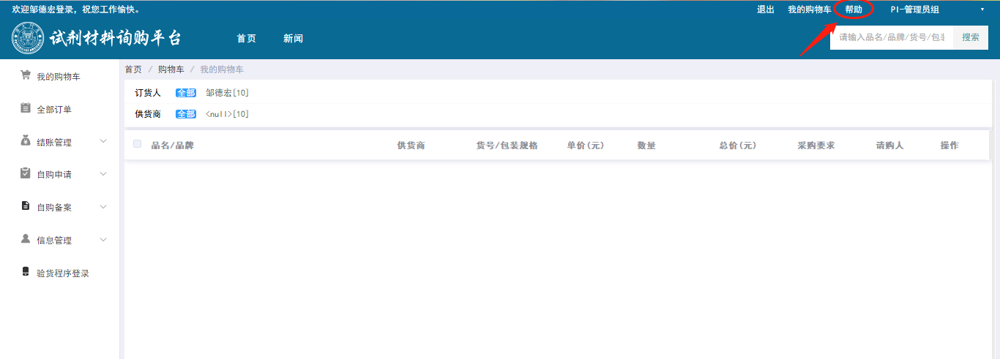 欢迎邹德宏登录，祝您工作愉快。
退出 我的购物车 帮助 PI-管理员组
试剂材料询购平台 首页 新闻
请输入品名/品牌/货号/包装 搜索
我的购物车
全部订单
结账管理
自购申请
自购备案
信息管理
验货程序登录
首页 / 购物车 / 我的购物车
订货人 全部 邹德宏[10]
供货商 全部 <null>[10]
品名/品牌 供货商 货号/包装规格 单价(元) 数量 总价(元) 采购要求 请购人 操作